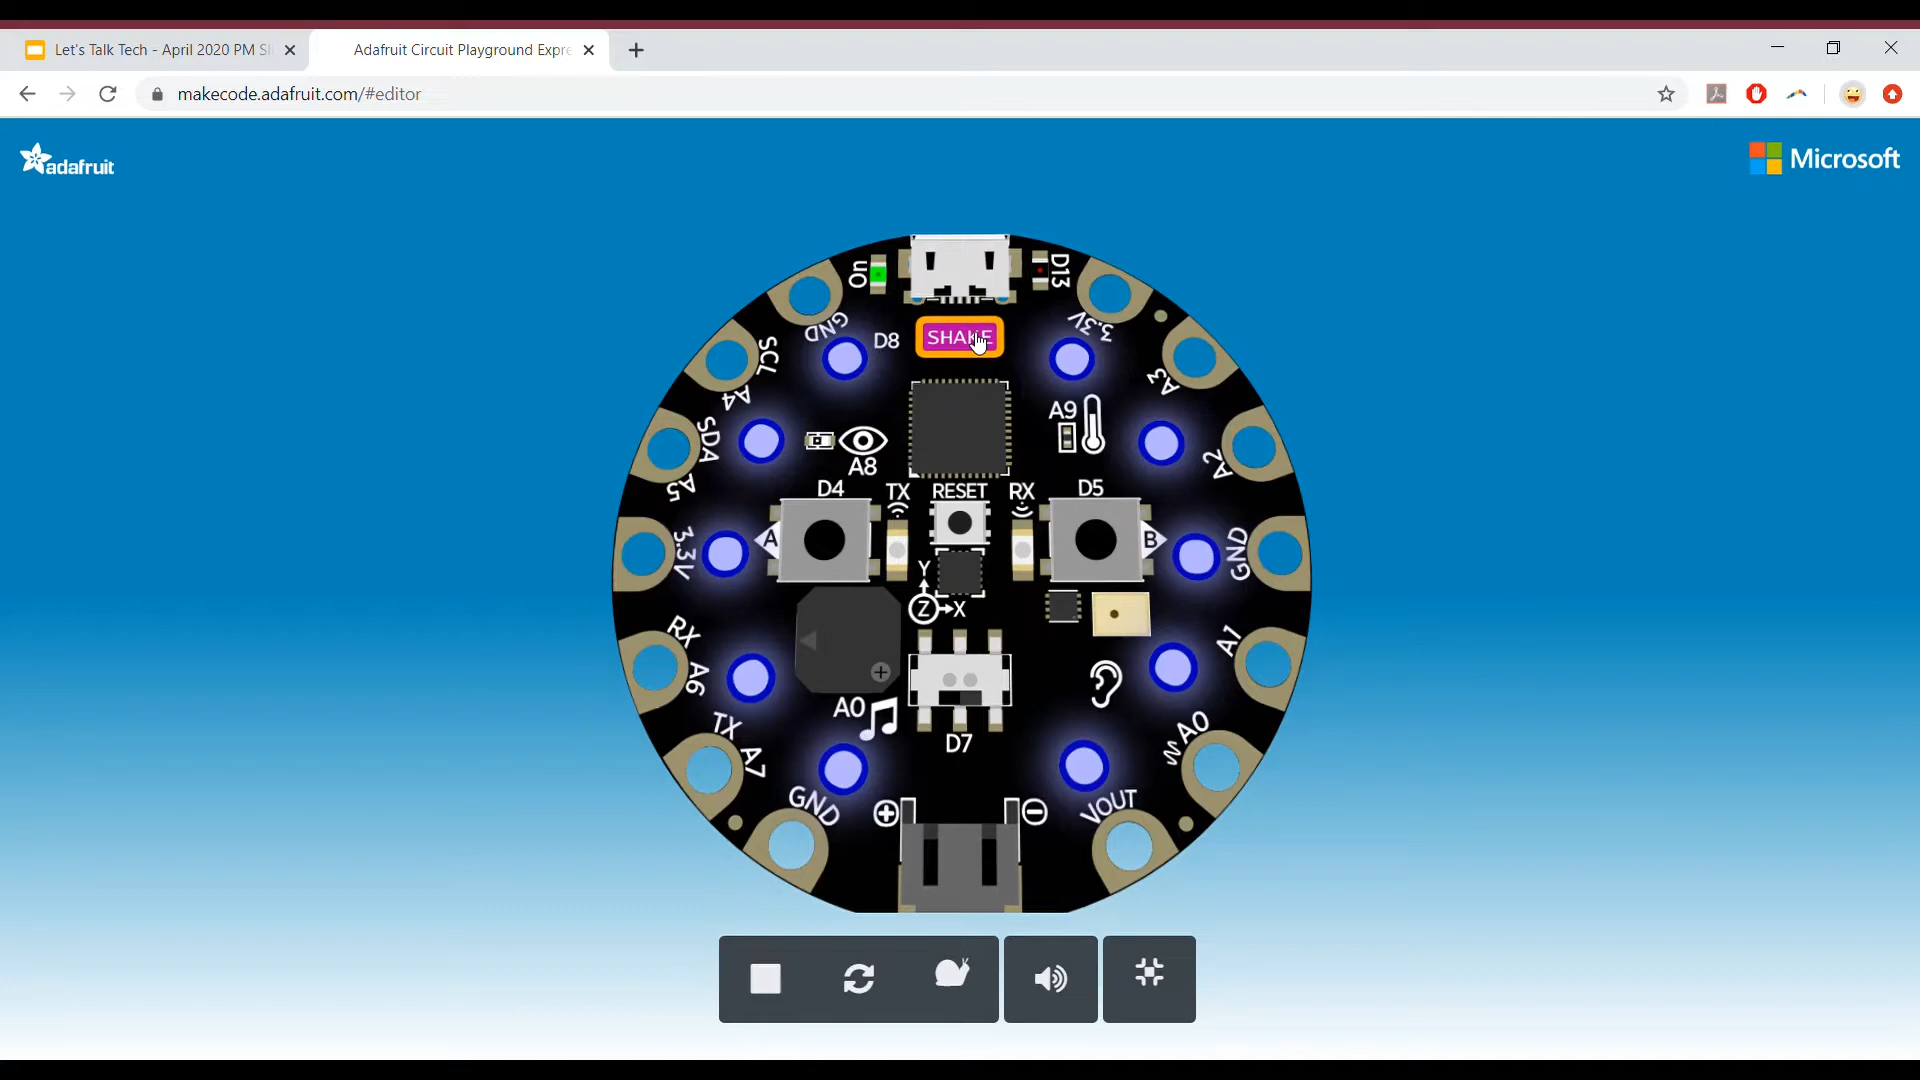 Let's Talk Tech - April 2020 PM Sl
Adafruit Circuit Playground Expre
makecode.adafruit.com/#editor
adafruit
Microsoft
On
D13
GND
D8
SHAKE
3.3V
SCL
A4
A3
SDA
A5
A8
A9
A2
D4
TX
RESET
RX
D5
3.3V
A
B
GND
Y
Z
X
RX
A6
A1
A0
A0
TX
A7
D7
GND
VOUT